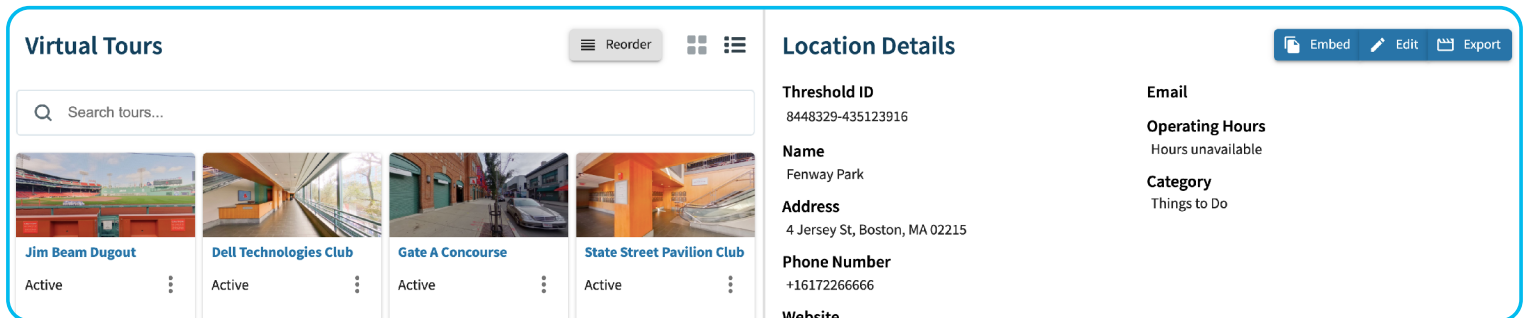 Virtual Tours
Reorder
Search tours...
Jim Beam Dugout
Active
Dell Technologies Club
Active
Gate A Concourse
Active
State Street Pavilion Club
Active
Location Details
Embed
Edit
Export
Threshold ID
8448329-435123916
Name
Fenway Park
Address
4 Jersey St, Boston, MA 02215
Phone Number
+16172266666
Website
Email
Operating Hours
Hours unavailable
Category
Things to Do